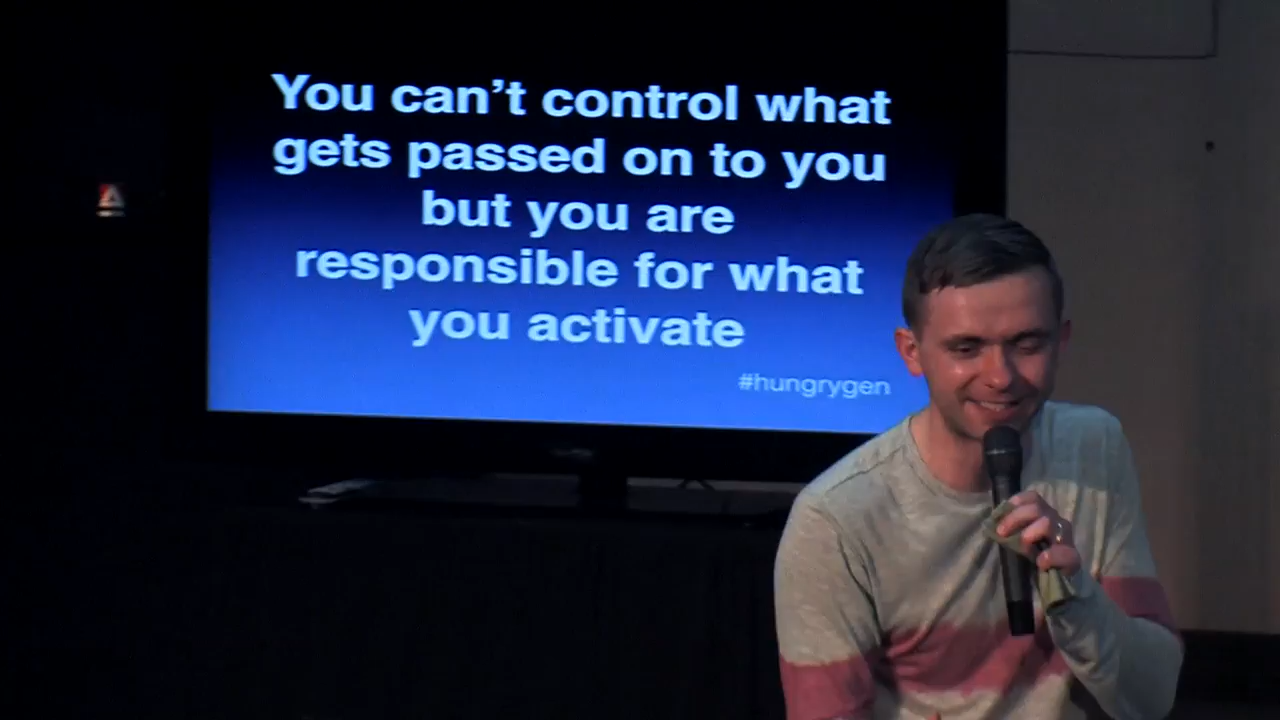 You can’t control what
gets passed on to you
but you are
responsible for what
you activate
#hungrygen